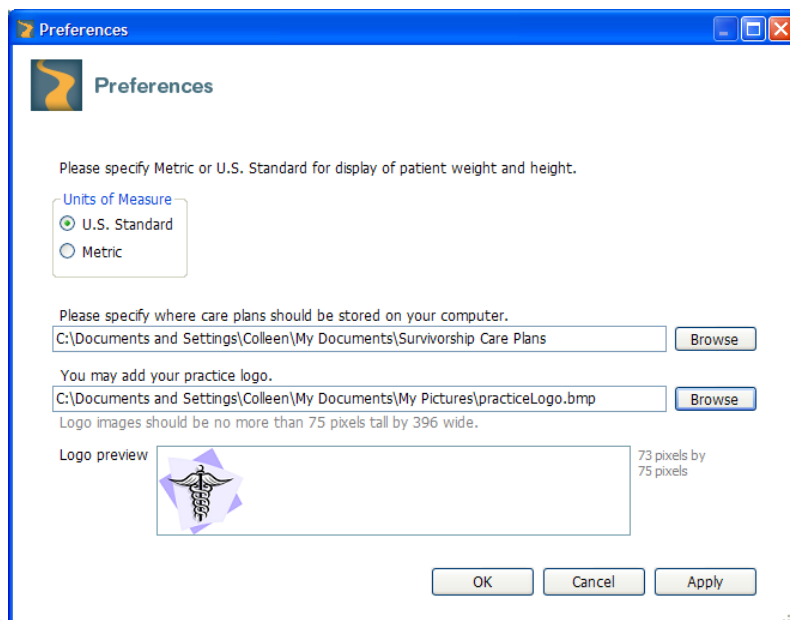 Preferences
Preferences
Please specify Metric or U.S. Standard for display of patient weight and height.
Units of Measure
U.S. Standard
Metric
Please specify where care plans should be stored on your computer.
C:\Documents and Settings\Colleen\My Documents\Survivorship Care Plans
Browse
You may add your practice logo.
C:\Documents and Settings\Colleen\My Documents\My Pictures\practiceLogo.bmp
Browse
Logo images should be no more than 75 pixels tall by 396 wide.
Logo preview
73 pixels by
75 pixels
OK
Cancel
Apply